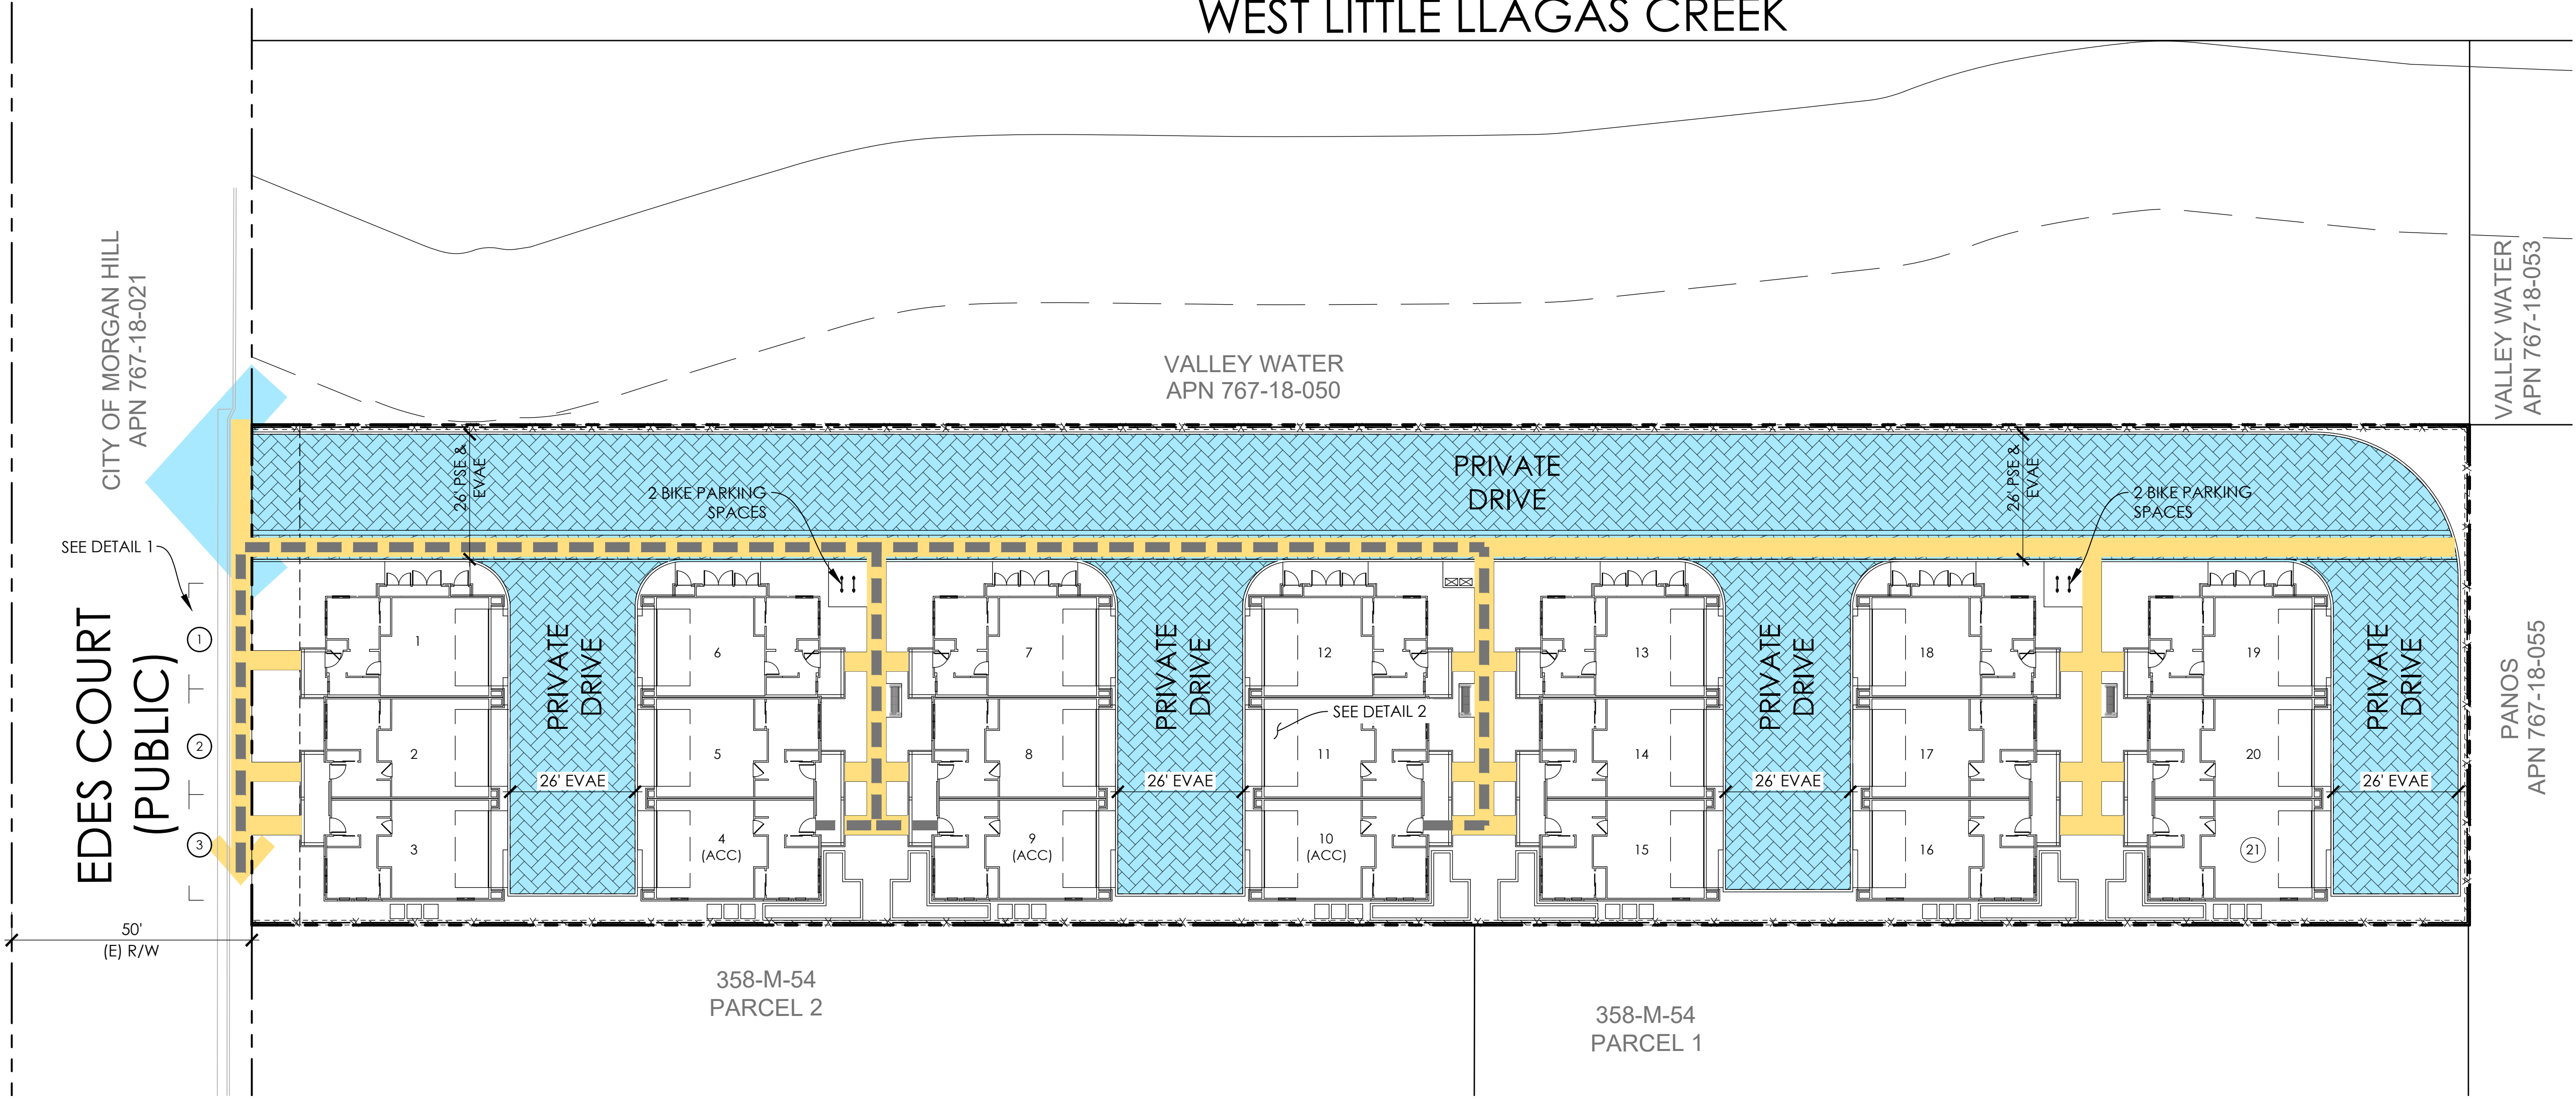 WEST LITTLE LLAGAS CREEK
CITY OF MORGAN HILL
APN 767-18-021
VALLEY WATER
APN 767-18-050
VALLEY WATER
APN 767-18-053
26' PSE &
EVAE
2 BIKE PARKING
SPACES
PRIVATE
DRIVE
26' PSE &
EVAE
2 BIKE PARKING
SPACES
SEE DETAIL 1
EDES COURT
(PUBLIC)
1
2
3
1
2
3
PRIVATE
DRIVE
26' EVAE
6
5
4
(ACC)
7
8
9
(ACC)
PRIVATE
DRIVE
26' EVAE
12
11
SEE DETAIL 2
10
(ACC)
13
14
15
PRIVATE
DRIVE
26' EVAE
18
17
16
19
20
21
PRIVATE
DRIVE
26' EVAE
PANOS
APN 767-18-055
50'
(E) R/W
358-M-54
PARCEL 2
358-M-54
PARCEL 1